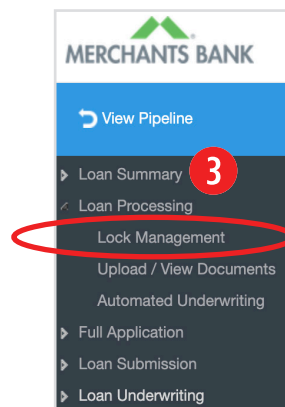 MERCHANTS BANK
View Pipeline
Loan Summary 3
Loan Processing
Lock Management
Upload / View Documents
Automated Underwriting
Full Application
Loan Submission
Loan Underwriting